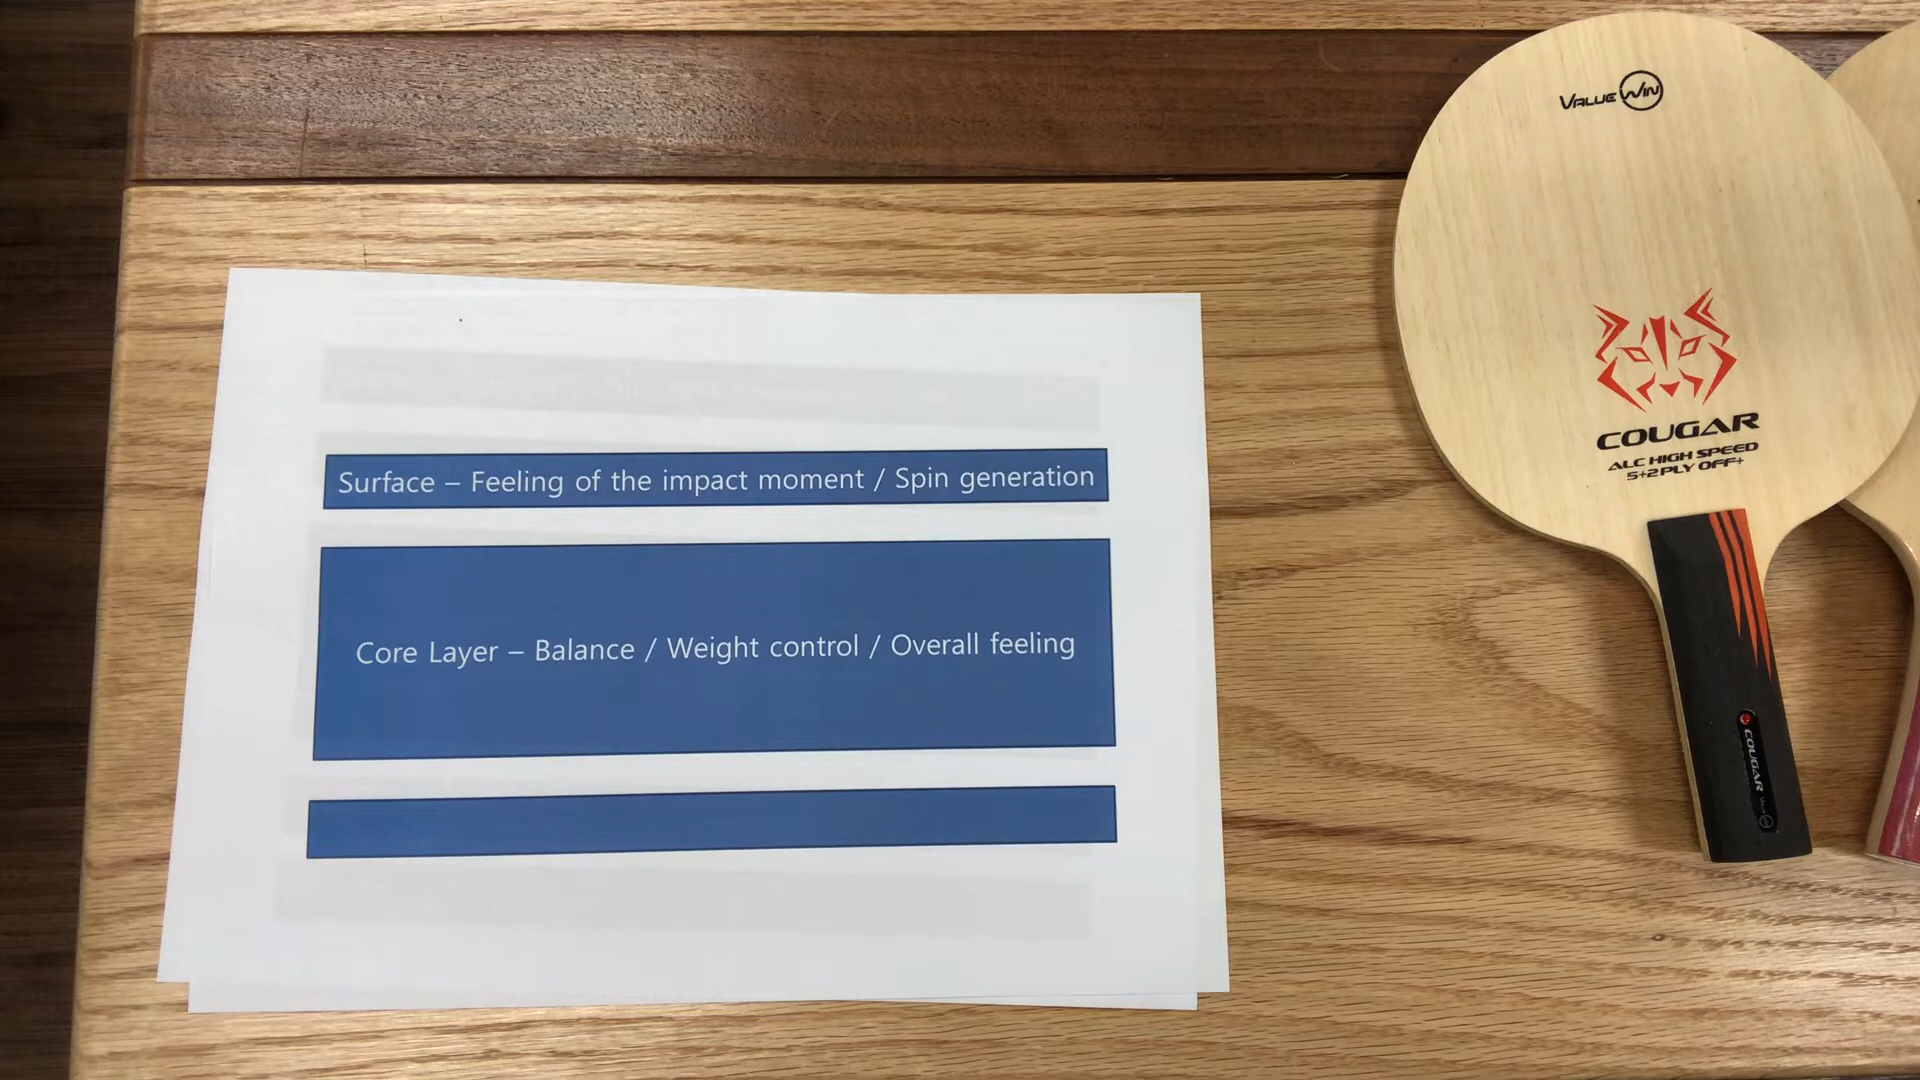 VALUE WIN
Surface – Feeling of the impact moment / Spin generation
Core Layer – Balance / Weight control / Overall feeling
COUGAR
ALC HIGH SPEED
5+2PLY OFF+
COUGAR